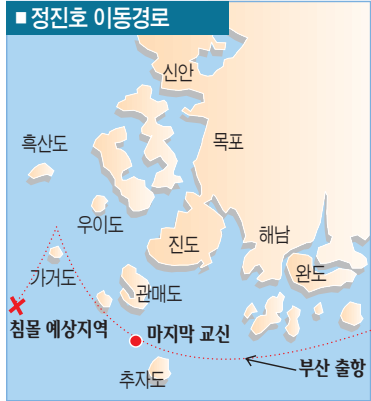 ■ 정진호 이동경로
신안
흑산도
목포
우이도
진도
해남
가거도
완도
관매도
침몰 예상지역
마지막 교신
부산 출항
추자도